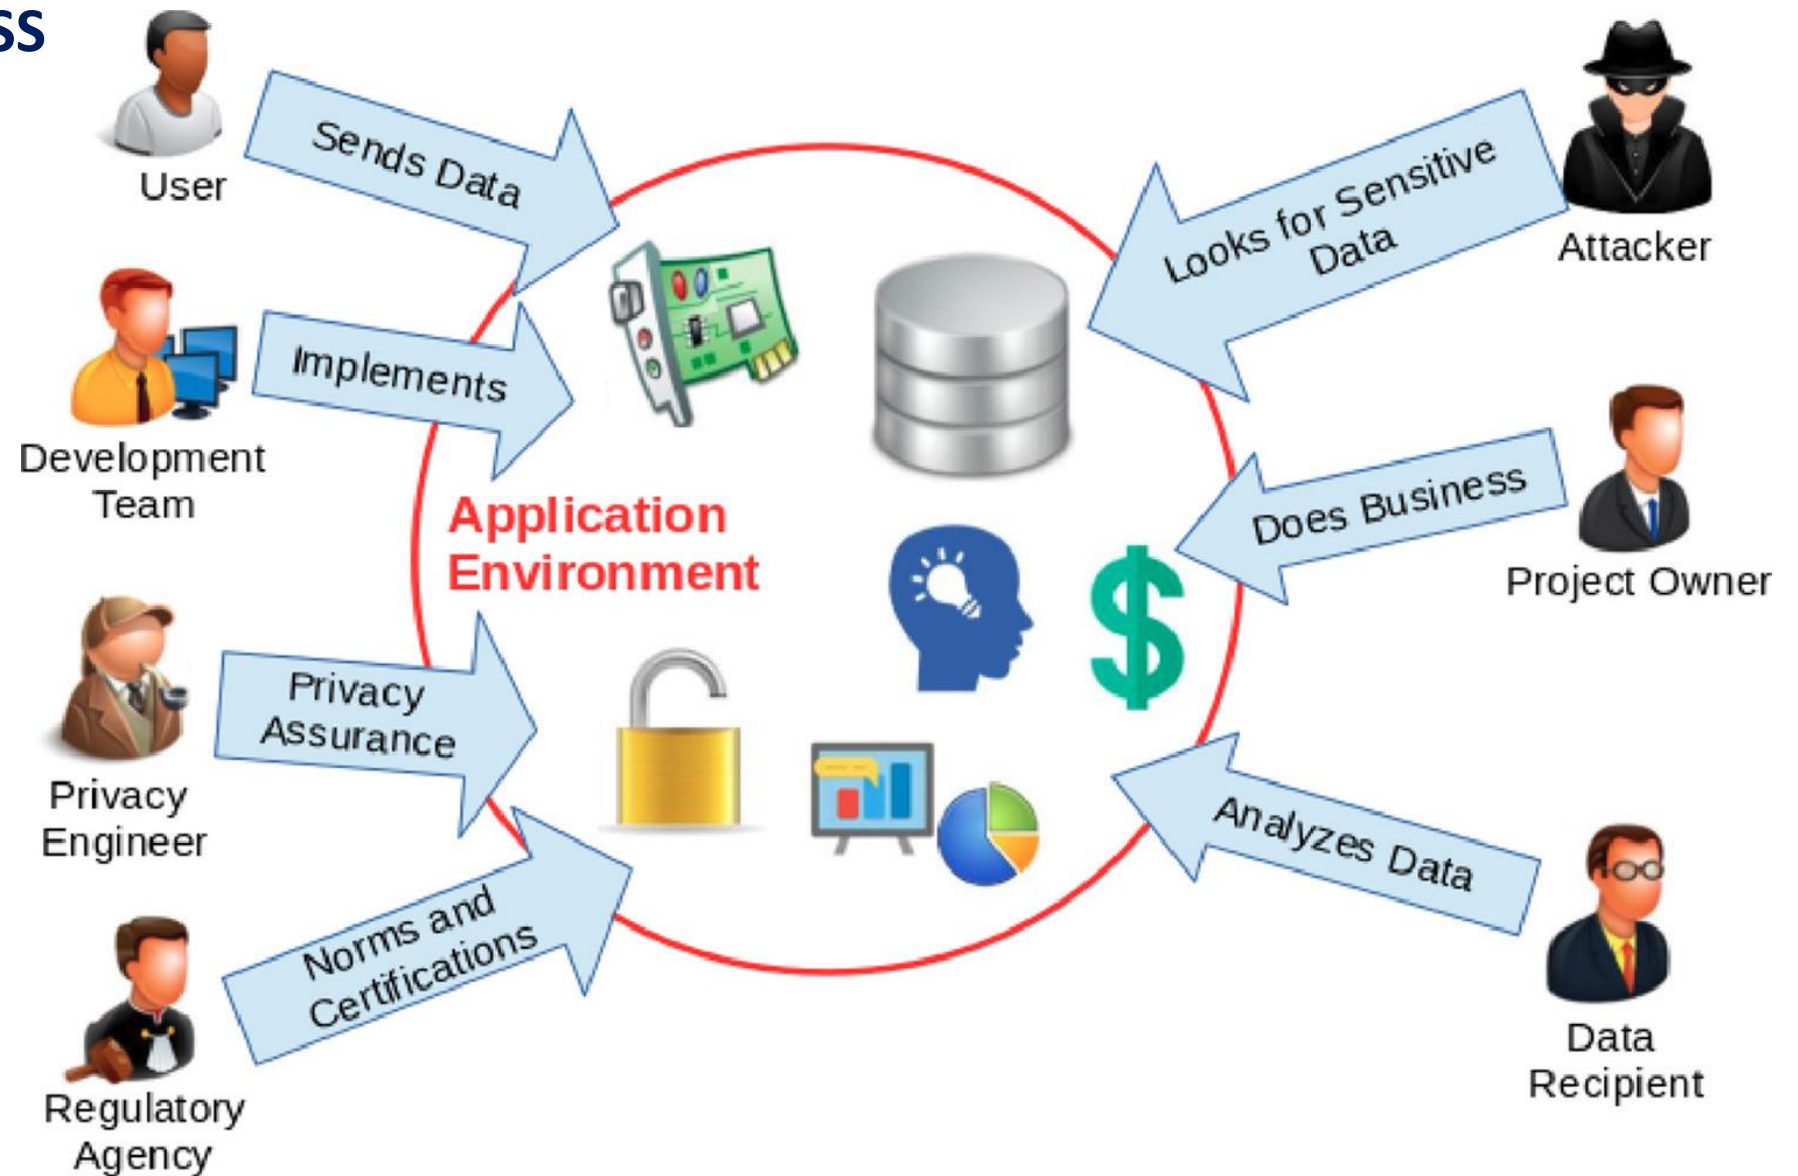 ss
User
Sends Data
Development
Team
Implements
Privacy
Engineer
Privacy
Assurance
Regulatory
Agency
Norms and
Certifications
Application
Environment
Attacker
Looks for Sensitive
Data
Project Owner
Does Business
Data
Recipient
Analyzes Data